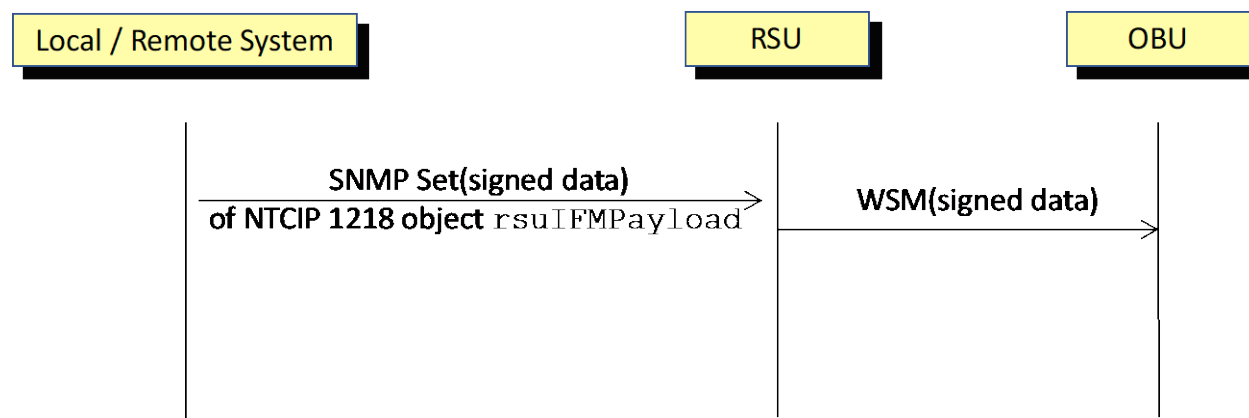 Local / Remote System
RSU
OBU
SNMP Set(signed data)
of NTCIP 1218 object rsuIFMPayload
WSM(signed data)